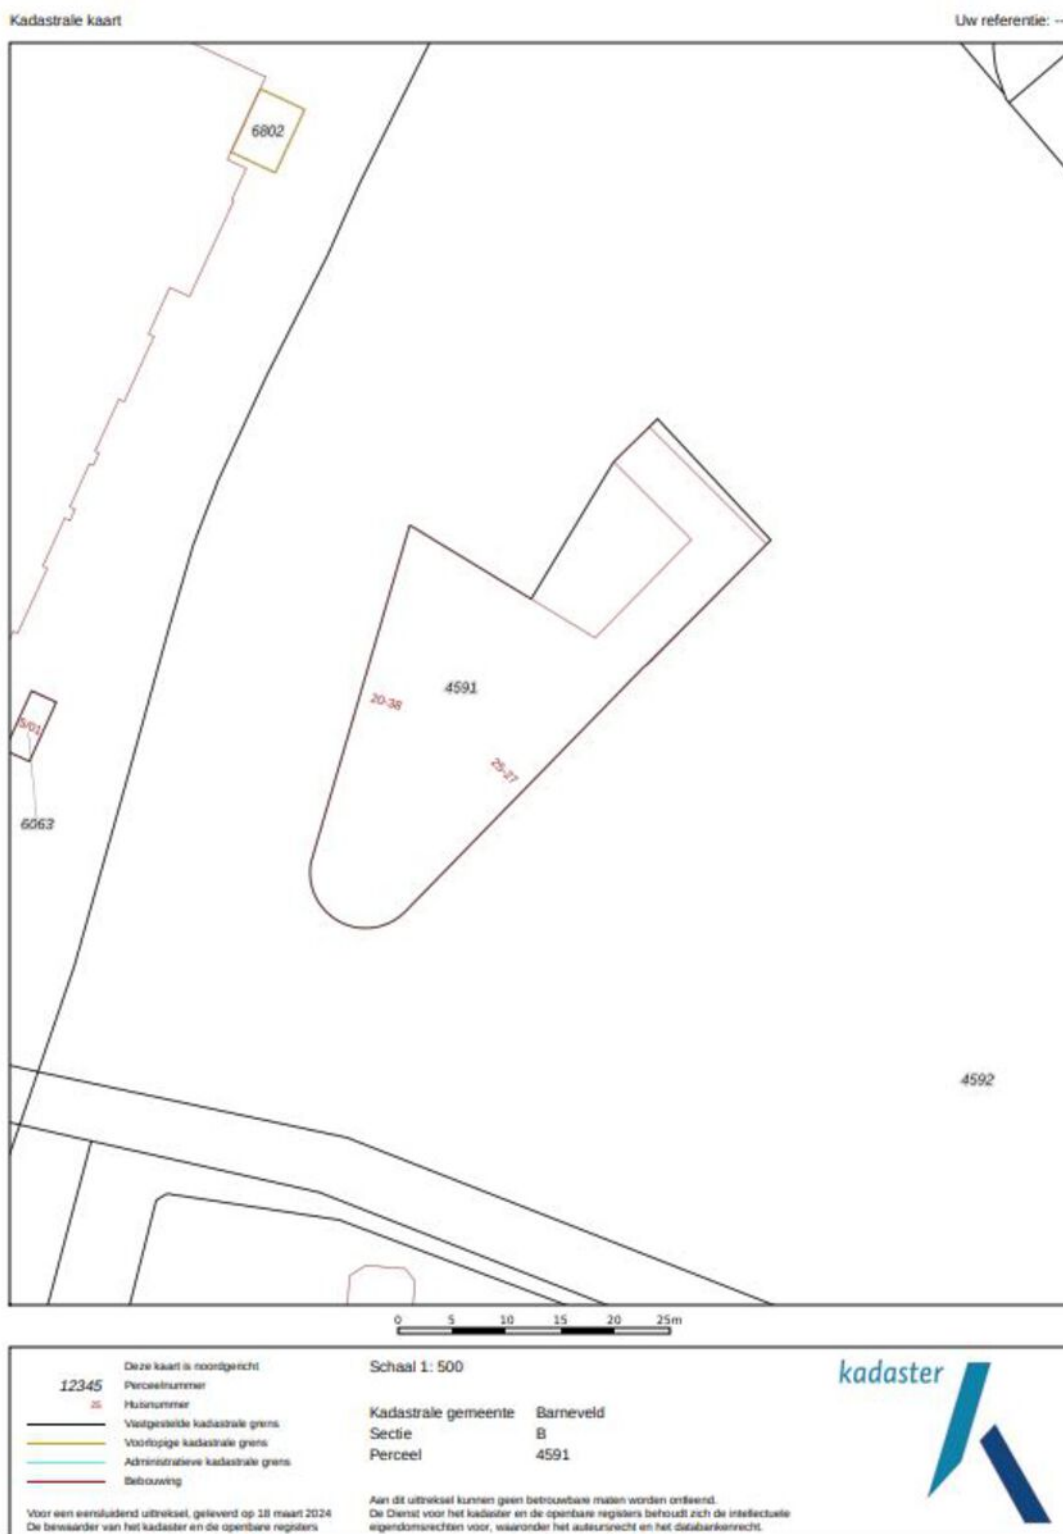 Kadastrale kaart
Uw referentie: --
6802
4591
20-38
25-27
5/01
6063
4592
0 5 10 15 20 25m
Deze kaart is noordgericht
12345 Perceelnummer
25 Huisnummer
Vastgestelde kadastrale grens
Voorlopige kadastrale grens
Administratieve kadastrale grens
Bebouwing
Voor een eensluidend uittreksel, geleverd op 18 maart 2024
De bewaarder van het kadaster en de openbare registers
Schaal 1: 500
Kadastrale gemeente Barneveld
Sectie B
Perceel 4591
Aan dit uittreksel kunnen geen betrouwbare maten worden ontleend.
De Dienst voor het kadaster en de openbare registers behoudt zich de intellectuele
eigendomsrechten voor, waaronder het auteursrecht en het databankenrecht.
kadaster